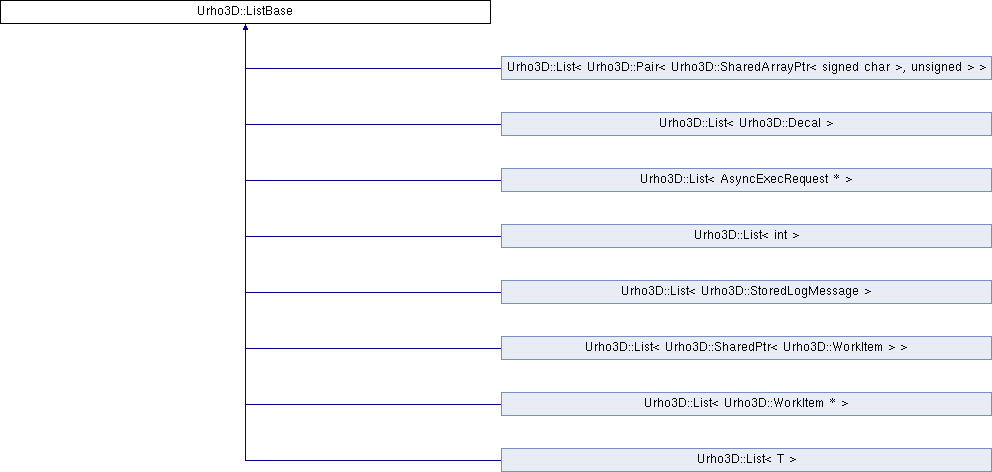 Urho3D::ListBase
Urho3D::List< Urho3D::Pair< Urho3D::SharedArrayPtr< signed char >, unsigned > >
Urho3D::List< Urho3D::Decal >
Urho3D::List< AsyncExecRequest * >
Urho3D::List< int >
Urho3D::List< Urho3D::StoredLogMessage >
Urho3D::List< Urho3D::SharedPtr< Urho3D::WorkItem > >
Urho3D::List< Urho3D::WorkItem * >
Urho3D::List< T >